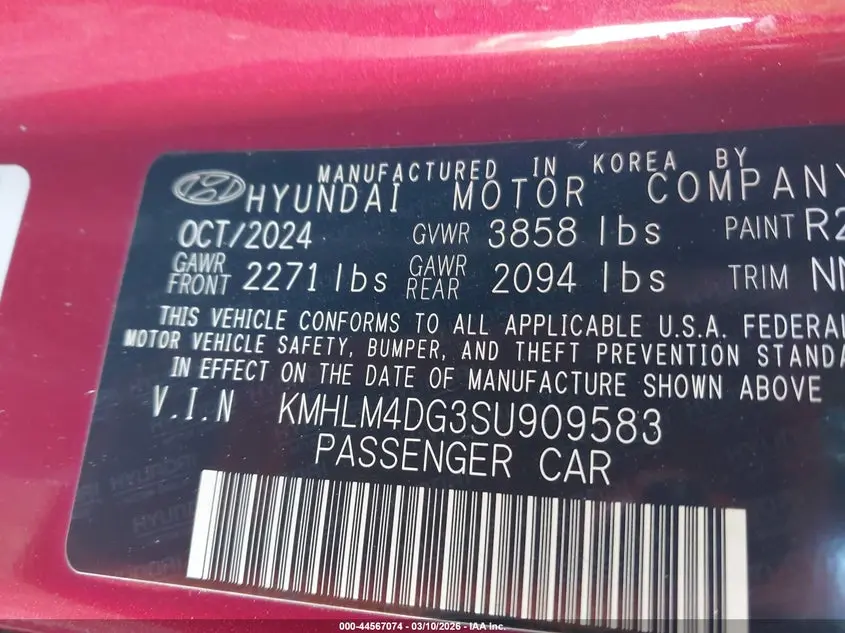 MANUFACTURED IN KOREA BY
HYUNDAI MOTOR COMPANY
OCT/2024 GVWR 3858 lbs PAINT R2
GAWR FRONT 2271 lbs GAWR REAR 2094 lbs TRIM NN
THIS VEHICLE CONFORMS TO ALL APPLICABLE U.S.A. FEDERAL
MOTOR VEHICLE SAFETY, BUMPER, AND THEFT PREVENTION STANDA
IN EFFECT ON THE DATE OF MANUFACTURE SHOWN ABOVE
V.I.N KMHLM4DG3SU909583
PASSENGER CAR
000-44567074 | 03/10/2026 - IAA Inc.